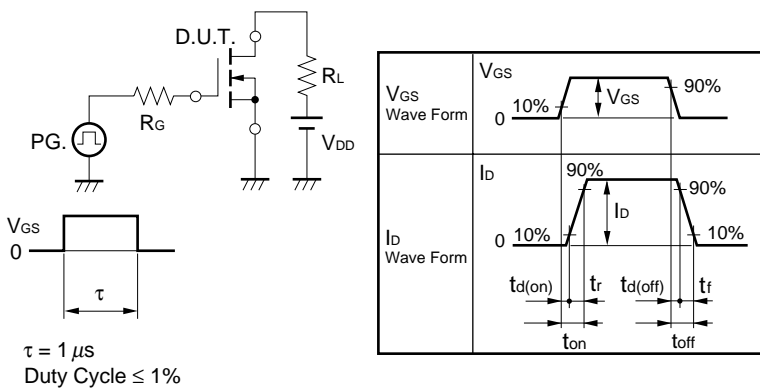 D.U.T.
RL
RG
PG.
VDD
VGS
0
τ
τ = 1 μs
Duty Cycle ≤ 1%
VGS
Wave Form
VGS
10%
0
VGS
90%
ID
Wave Form
ID
90%
90%
0
10%
ID
10%
td(on)
tr
td(off)
tf
ton
toff